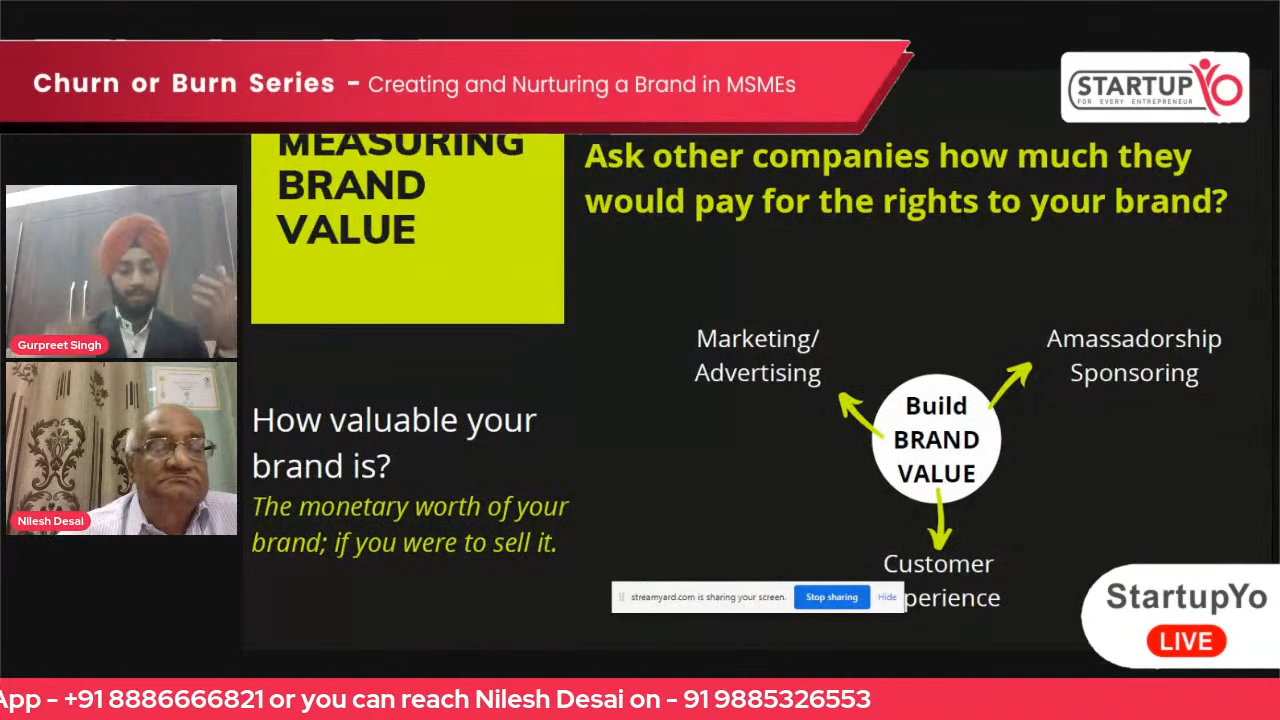 Churn or Burn Series - Creating and Nurturing a Brand in MSMEs
STARTUP YO
FOR EVERY ENTREPRENEUR
MEASURING
BRAND
VALUE
Ask other companies how much they
would pay for the rights to your brand?
Gurpreet Singh
Nilesh Desai
How valuable your
brand is?
The monetary worth of your
brand; if you were to sell it.
Marketing/
Advertising
Amassadorship
Sponsoring
Build
BRAND
VALUE
Customer
perience
streamyard.com is sharing your screen.
Stop sharing
Hide
StartupYo
LIVE
App - +91 8886666821 or you can reach Nilesh Desai on - 91 9885326553